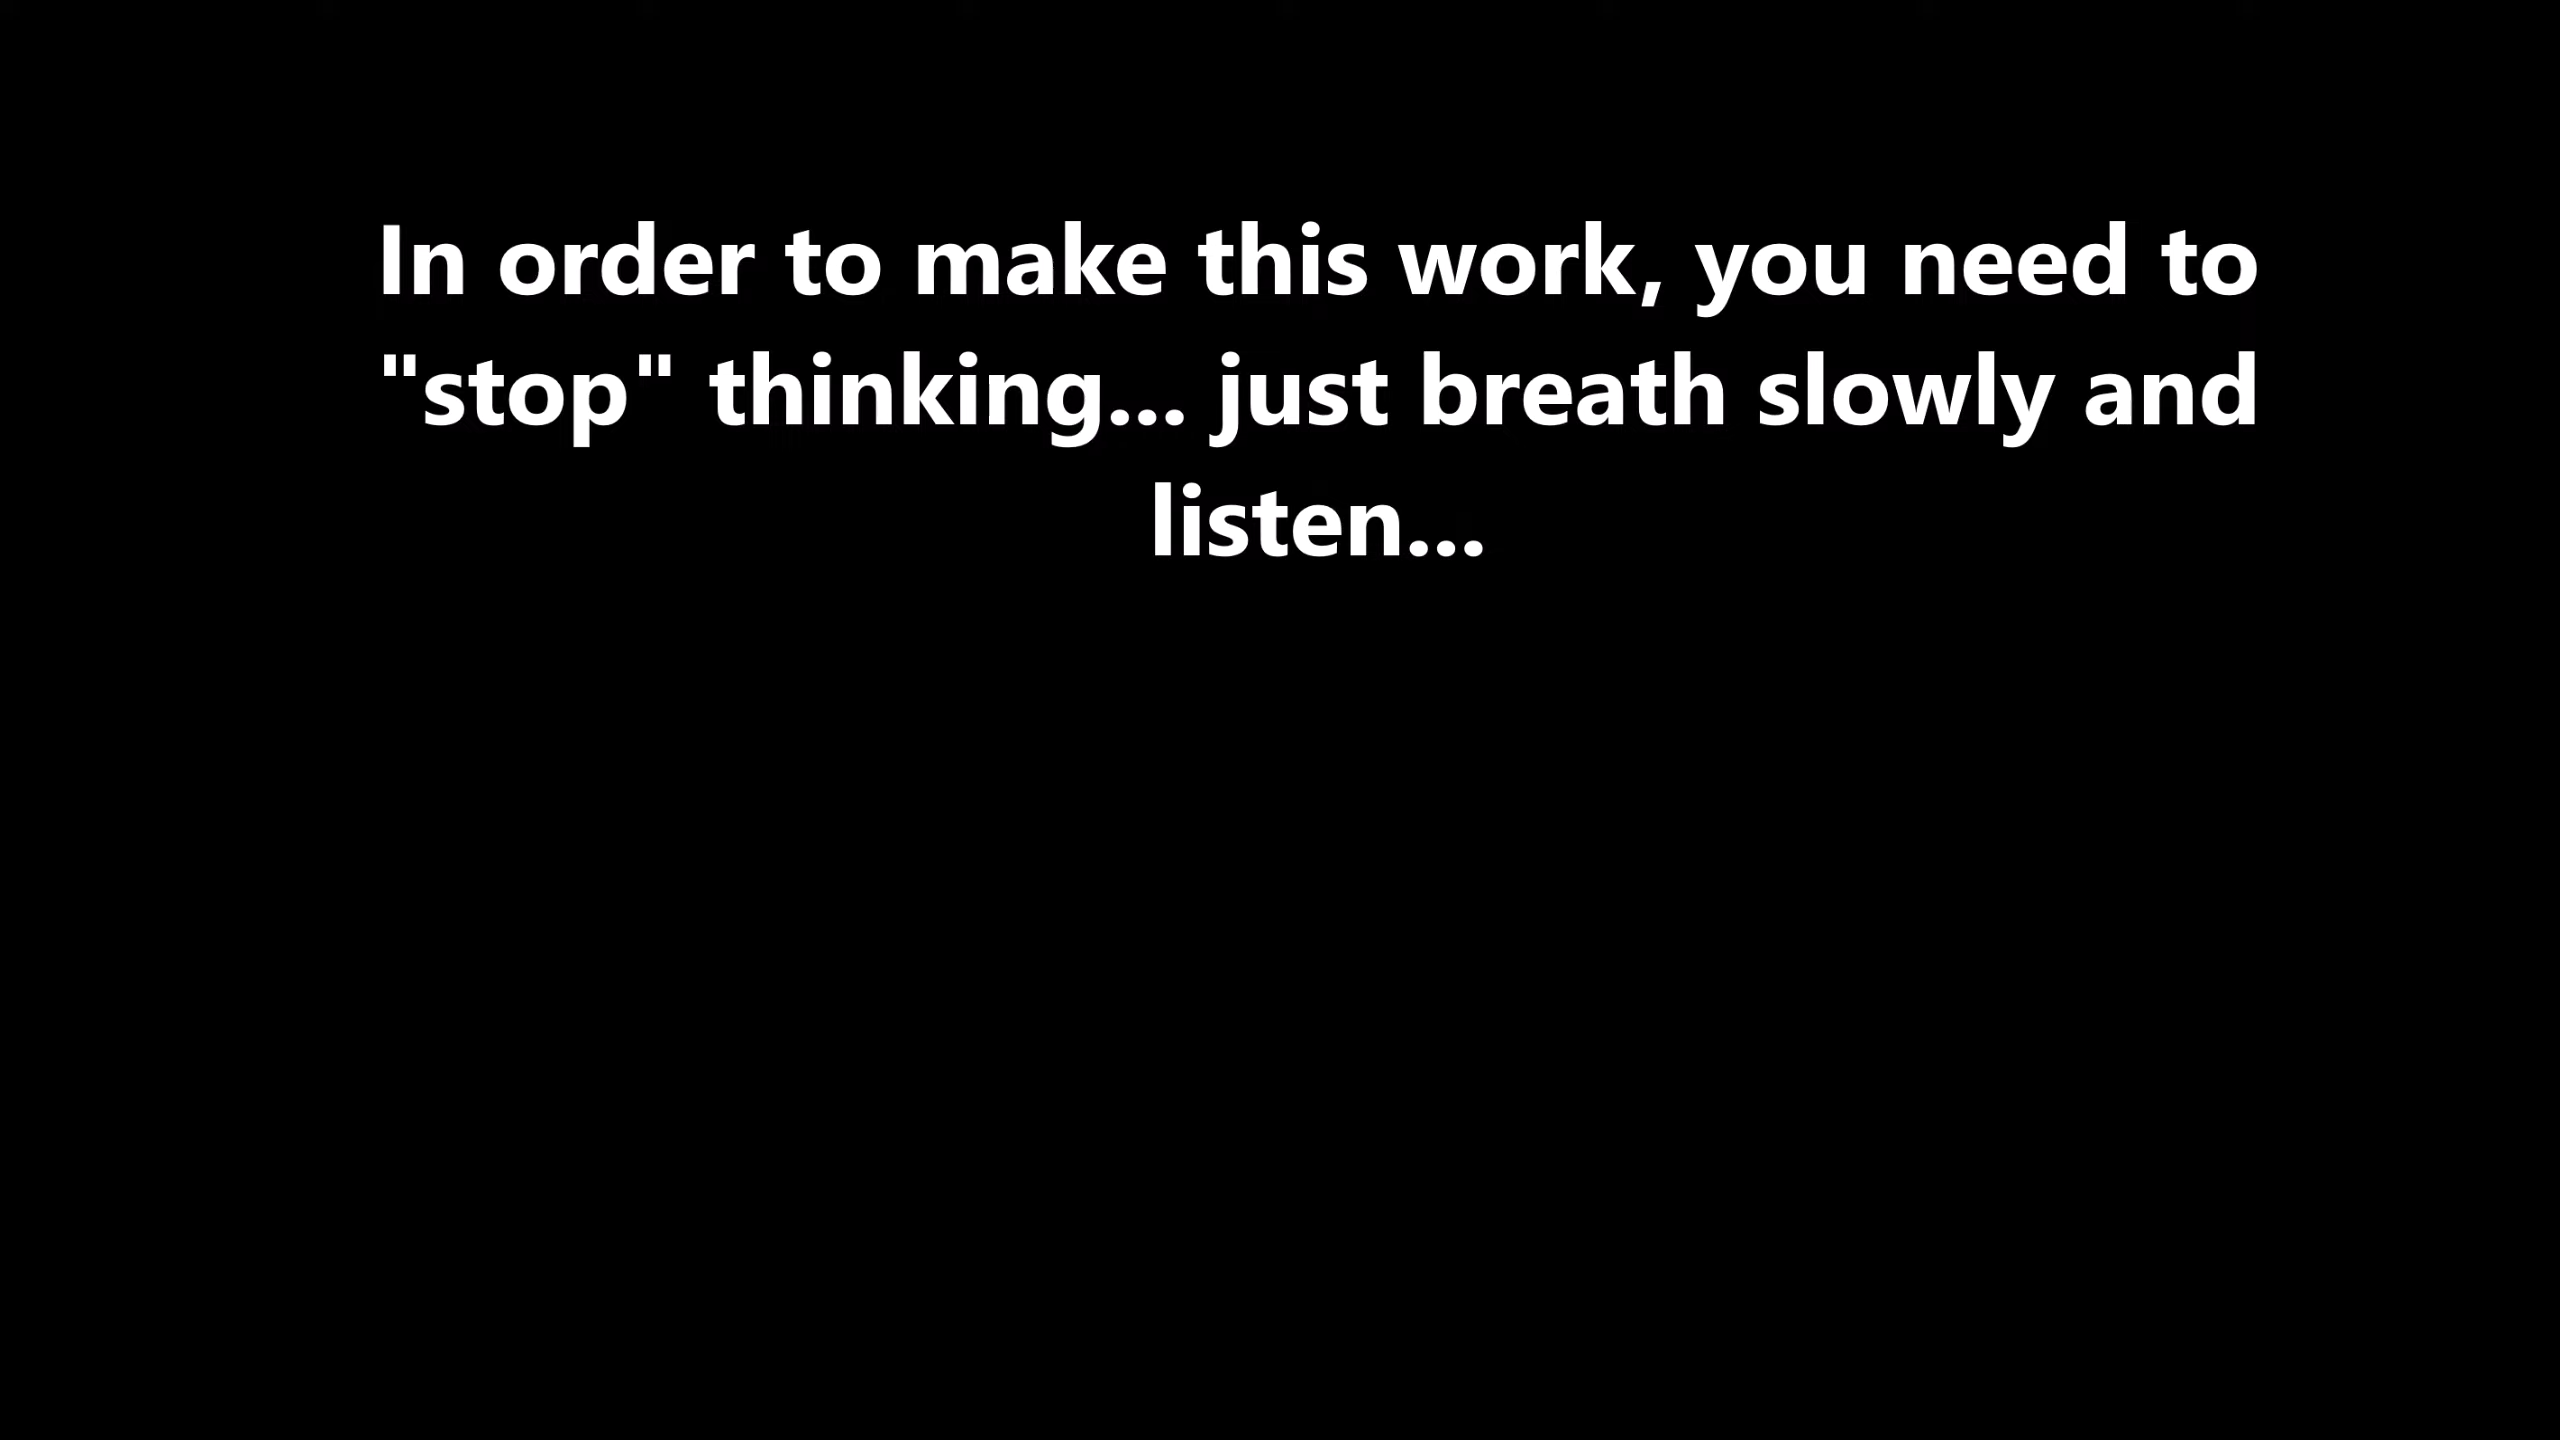 In order to make this work, you need to
"stop" thinking... just breath slowly and
listen...